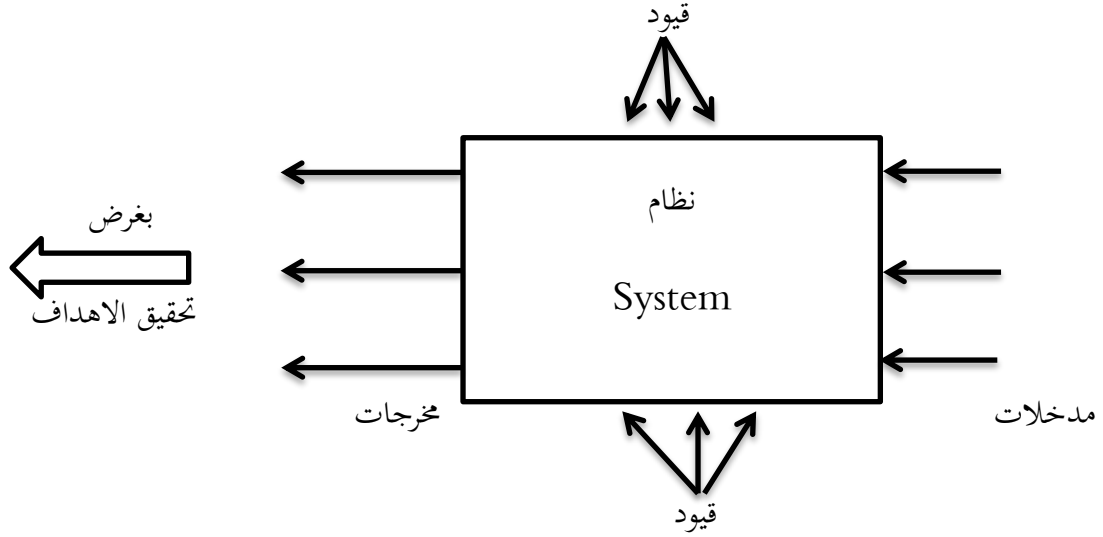 قيود
نظام
System
مدخلات
مخرجات
بغرض
تحقيق الاهداف
قيود